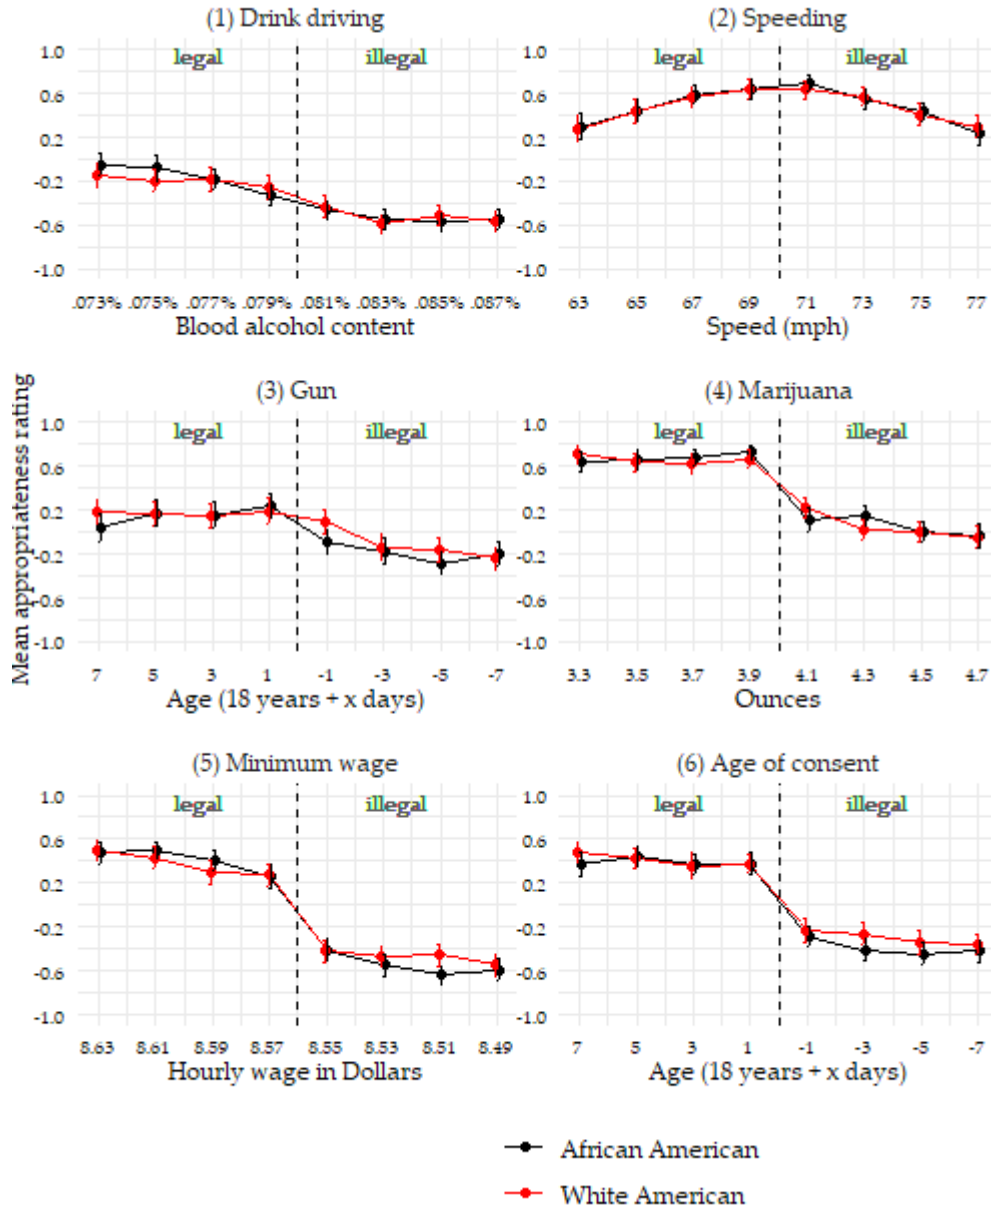 (1) Drink driving
(2) Speeding
legal illegal
legal illegal
1.0
0.6
0.2
-0.2
-0.6
-1.0
1.0
0.6
0.2
-0.2
-0.6
-1.0
.073% .075% .077% .079% .081% .083% .085% .087%
Blood alcohol content
63 65 67 69 71 73 75 77
Speed (mph)
Mean appropriateness rating
(3) Gun
(4) Marijuana
legal illegal
legal illegal
1.0
0.6
0.2
-0.2
-0.6
-1.0
1.0
0.6
0.2
-0.2
-0.6
-1.0
7 5 3 1 -1 -3 -5 -7
Age (18 years + x days)
3.3 3.5 3.7 3.9 4.1 4.3 4.5 4.7
Ounces
(5) Minimum wage
(6) Age of consent
legal illegal
legal illegal
1.0
0.6
0.2
-0.2
-0.6
-1.0
1.0
0.6
0.2
-0.2
-0.6
-1.0
8.63 8.61 8.59 8.57 8.55 8.53 8.51 8.49
Hourly wage in Dollars
7 5 3 1 -1 -3 -5 -7
Age (18 years + x days)
African American
White American